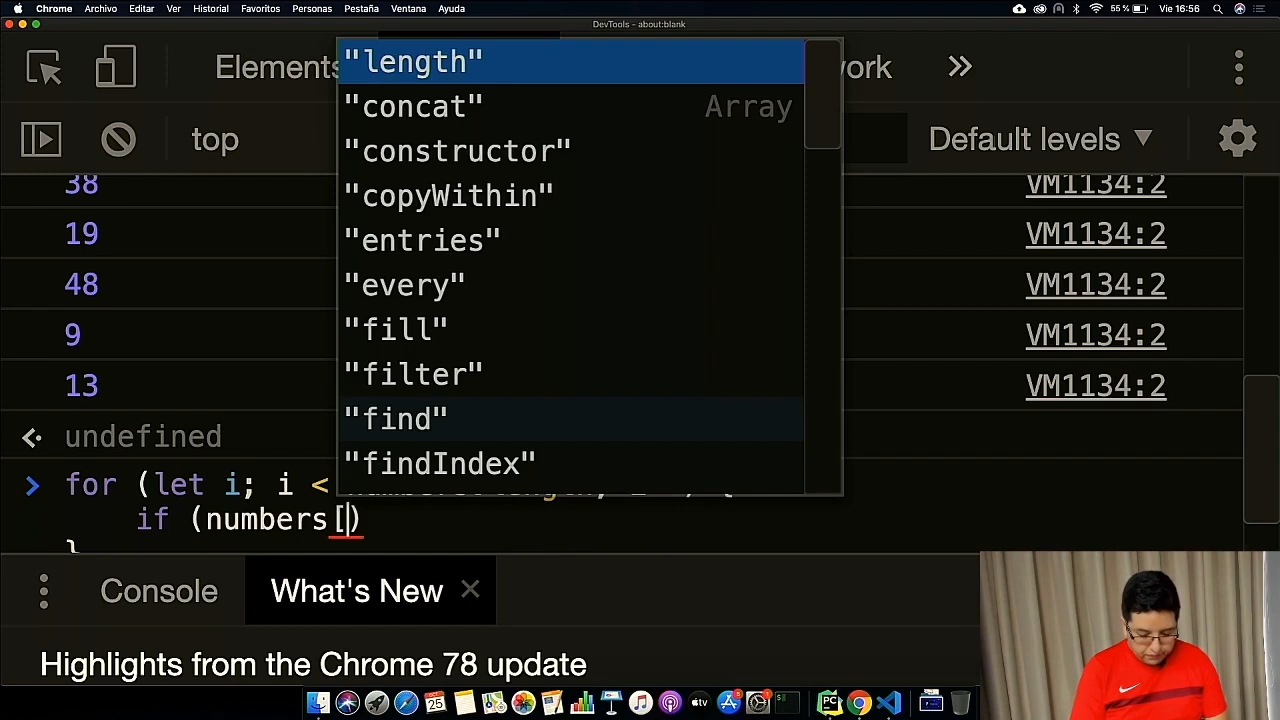 Chrome Archivo Editar Ver Historial Favoritos Personas Pestaña Ventana Ayuda 55 % Vie 16:56
DevTools - about:blank
Elements work »
top Default levels ▼
"length"
"concat" Array
"constructor"
"copyWithin"
"entries"
"every"
"fill"
"filter"
"find"
"findIndex"
38 VM1134:2
19 VM1134:2
48 VM1134:2
9 VM1134:2
13 VM1134:2
undefined
for (let i; i <
if (numbers[)
}
Console What's New ×
Highlights from the Chrome 78 update
25 tv PC